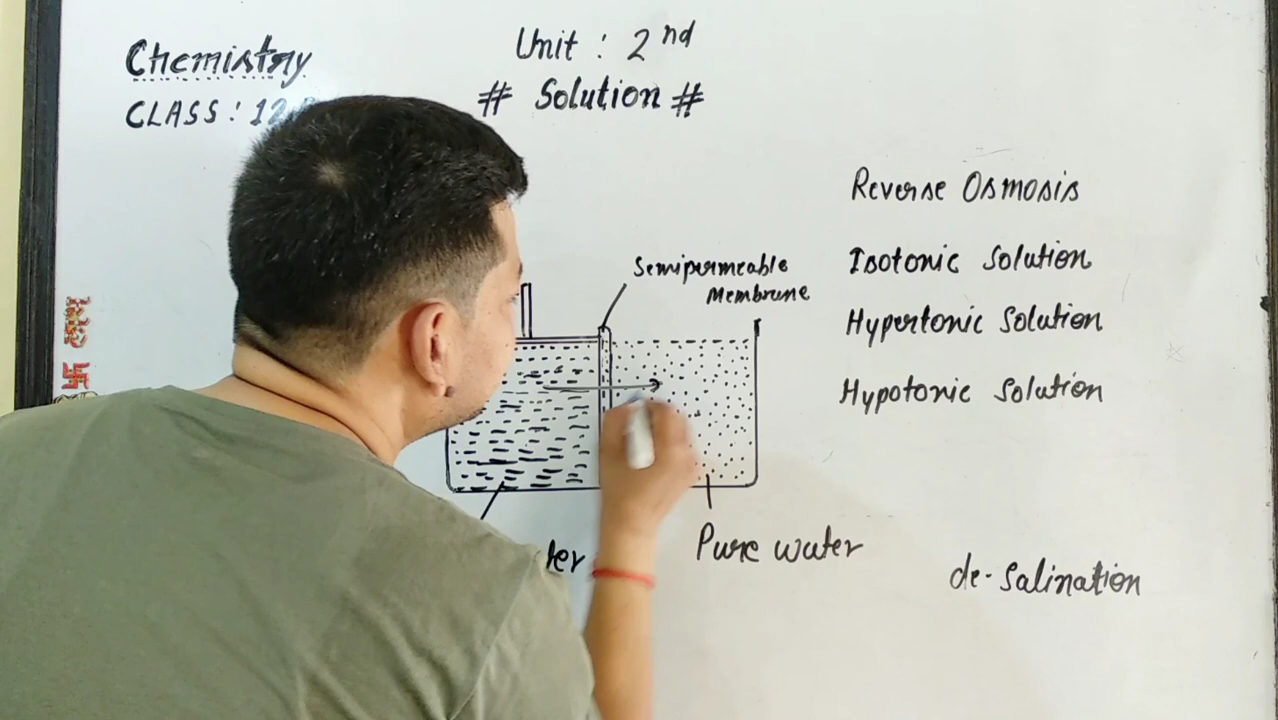 Chemistry
CLASS : 12
Unit : 2nd
# Solution #
Reverse Osmosis
Isotonic Solution
Hypertonic Solution
Hypotonic Solution
Semipermeable
Membrane
Pure water
de-Salination